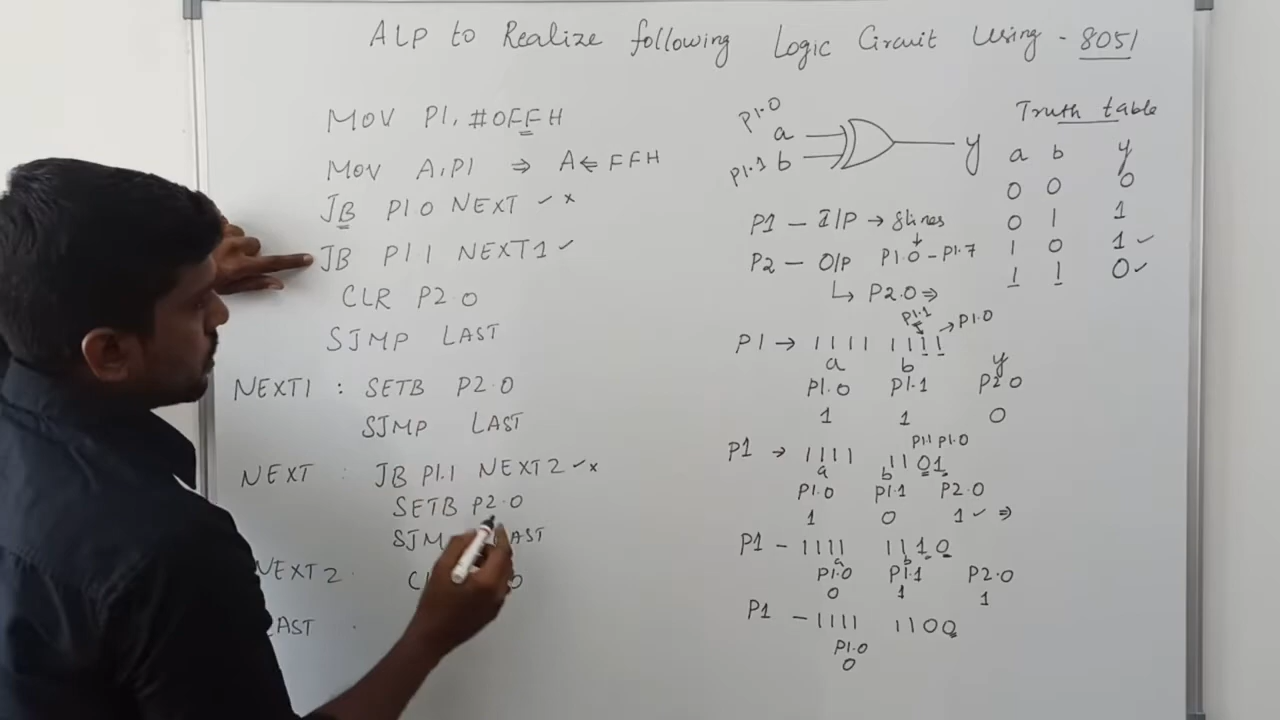 ALP to Realize following Logic Circuit Using - 8051
MOV P1, #0FFH
MOV A,P1 ⇒ A ⇐ FFH
JB P1 0 NEXT ✓ ×
JB P1 1 NEXT1 ✓
CLR P2.0
SJMP LAST
NEXT1 : SETB P2.0
SJMP LAST
NEXT : JB P1.1 NEXT2 ✓ ×
SETB P2.0
SJM AST
NEXT2
AST
P1.0
a
P1.1 b
y
Truth table
a b y
0 0 0
0 1 1
1 0 1 ✓
1 1 0 ✓
P1 - I/P → 8lines
P2 - O/P P1.0 - P1.7
↳ P2.0 ⇒
P1.1 → P1.0
P1 → 1111 1111
a b y
P1.0 P1.1 P2 0
1 1 0
P1.1 P1.0
P1 → 1111 1101
a b
P1.0 P1.1 P2.0
1 0 1 ✓ ⇒
P1 - 1111 1110
a b
P1.0 P1.1 P2.0
0 1 1
P1 - 1111 1100
P1.0
0